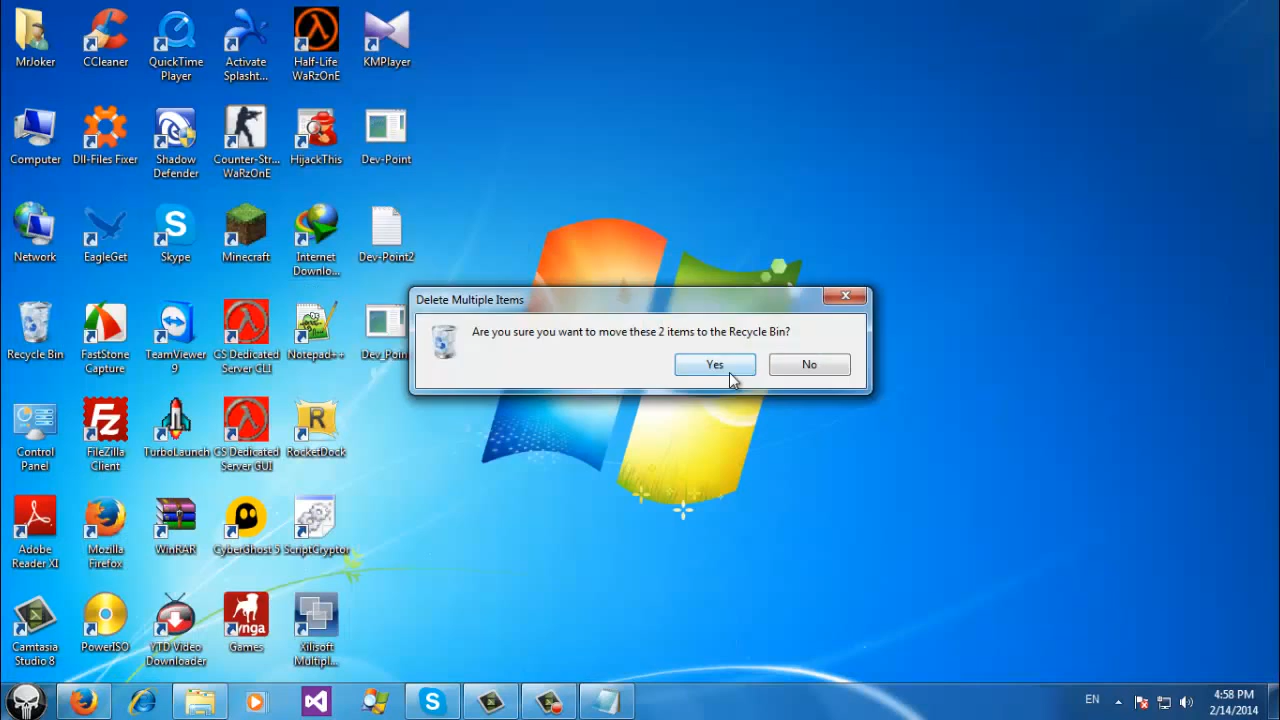 MrJoker
CCleaner
QuickTime
Player
Activate
Splasht...
Half-Life
WaRzOnE
KMPlayer
Computer
Dll-Files Fixer
Shadow
Defender
Counter-Str...
WaRzOnE
HijackThis
Dev-Point
Network
EagleGet
Skype
Minecraft
Internet
Downlo...
Dev-Point2
Delete Multiple Items
Are you sure you want to move these 2 items to the Recycle Bin?
Yes
No
Recycle Bin
FastStone
Capture
TeamViewer
9
CS Dedicated
Server CLI
Notepad++
Dev_Poin
Control
Panel
FileZilla
Client
TurboLaunch
CS Dedicated
Server GUI
RocketDock
Adobe
Reader XI
Mozilla
Firefox
WinRAR
CyberGhost 5
ScriptCryptor
Camtasia
Studio 8
PowerISO
YTD Video
Downloader
zynga
Games
Xilisoft
Multipl...
EN
4:58 PM
2/14/2014